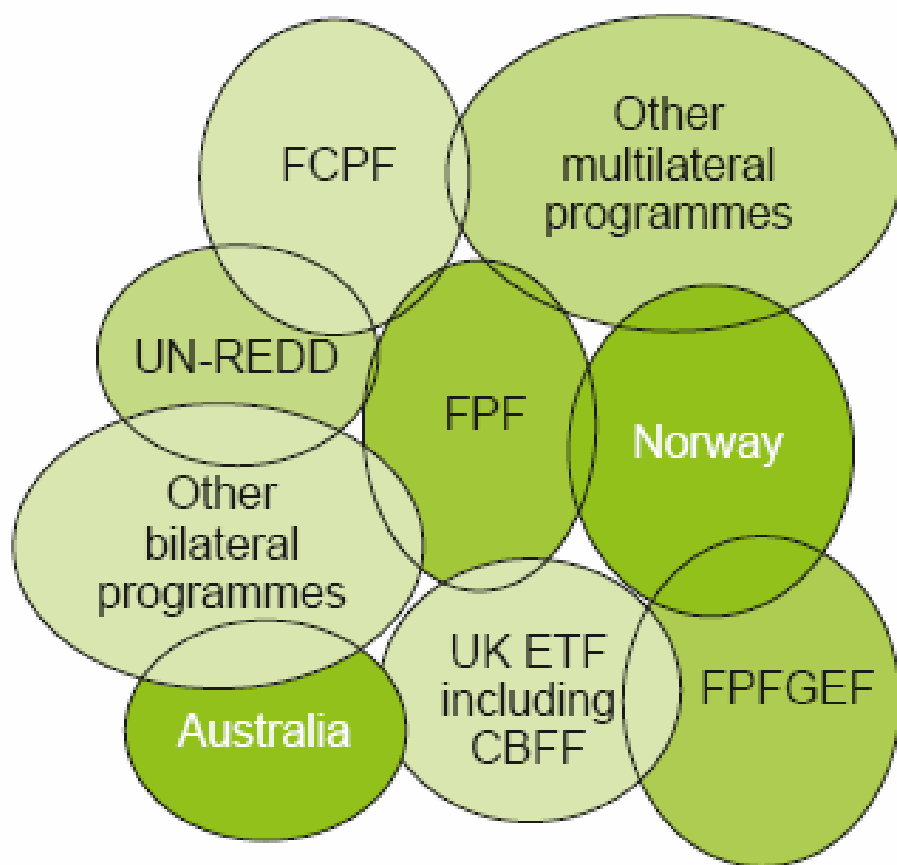 FCPF
Other
multilateral
programmes
UN-REDD
FPF
Norway
Other
bilateral
programmes
UK ETF
including
CBFF
FPFGEF
Australia